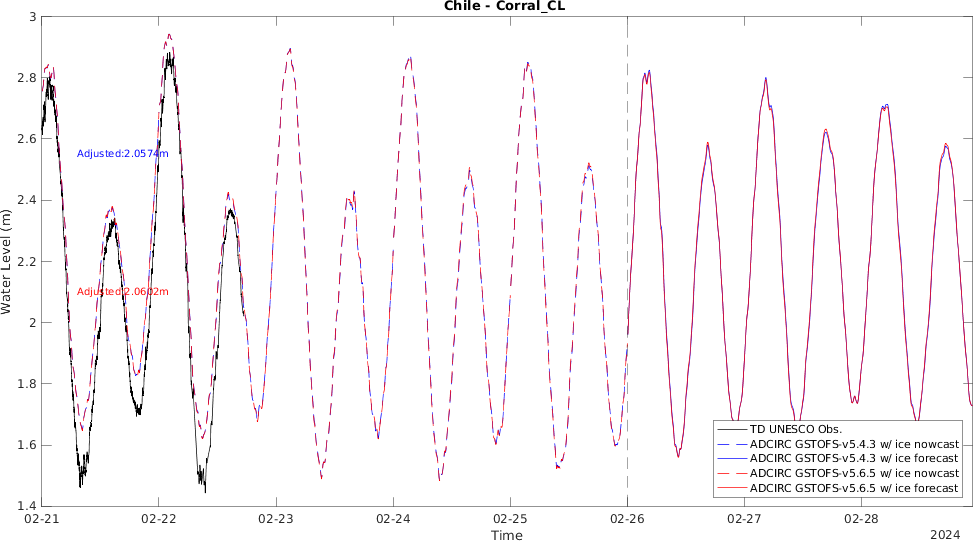 Chile - Corral_CL
3
2.8
2.6
2.4
2.2
2
1.8
1.6
1.4
Water Level (m)
Adjusted:2.0574m
Adjusted:2.0602m
TD UNESCO Obs.
ADCIRC GSTOFS-v5.4.3 w/ ice nowcast
ADCIRC GSTOFS-v5.4.3 w/ ice forecast
ADCIRC GSTOFS-v5.6.5 w/ ice nowcast
ADCIRC GSTOFS-v5.6.5 w/ ice forecast
02-21 02-22 02-23 02-24 02-25 02-26 02-27 02-28
Time
2024